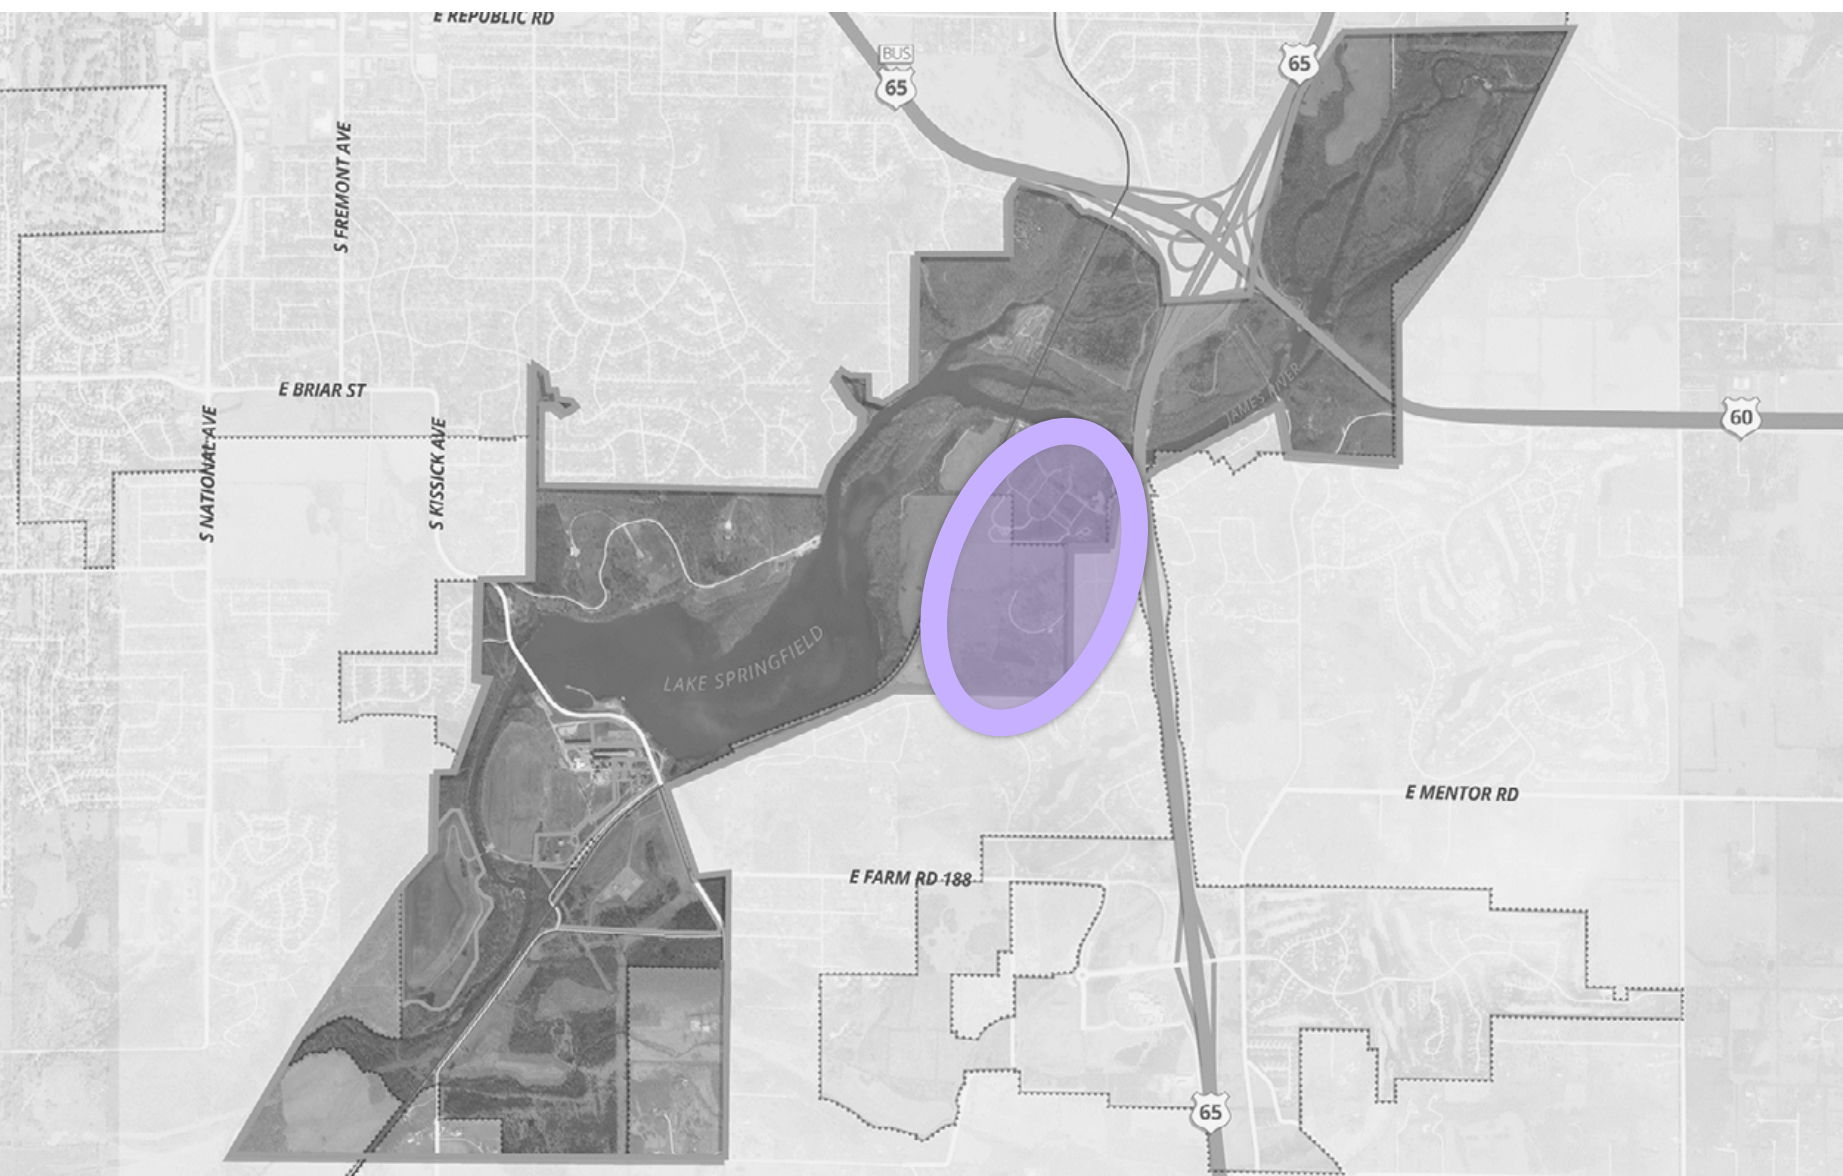 E REPUBLIC RD
BUS
65
65
S FREMONT AVE
E BRIAR ST
JAMES RIVER
60
S NATIONAL AVE
S KISSICK AVE
LAKE SPRINGFIELD
E MENTOR RD
E FARM RD 188
65